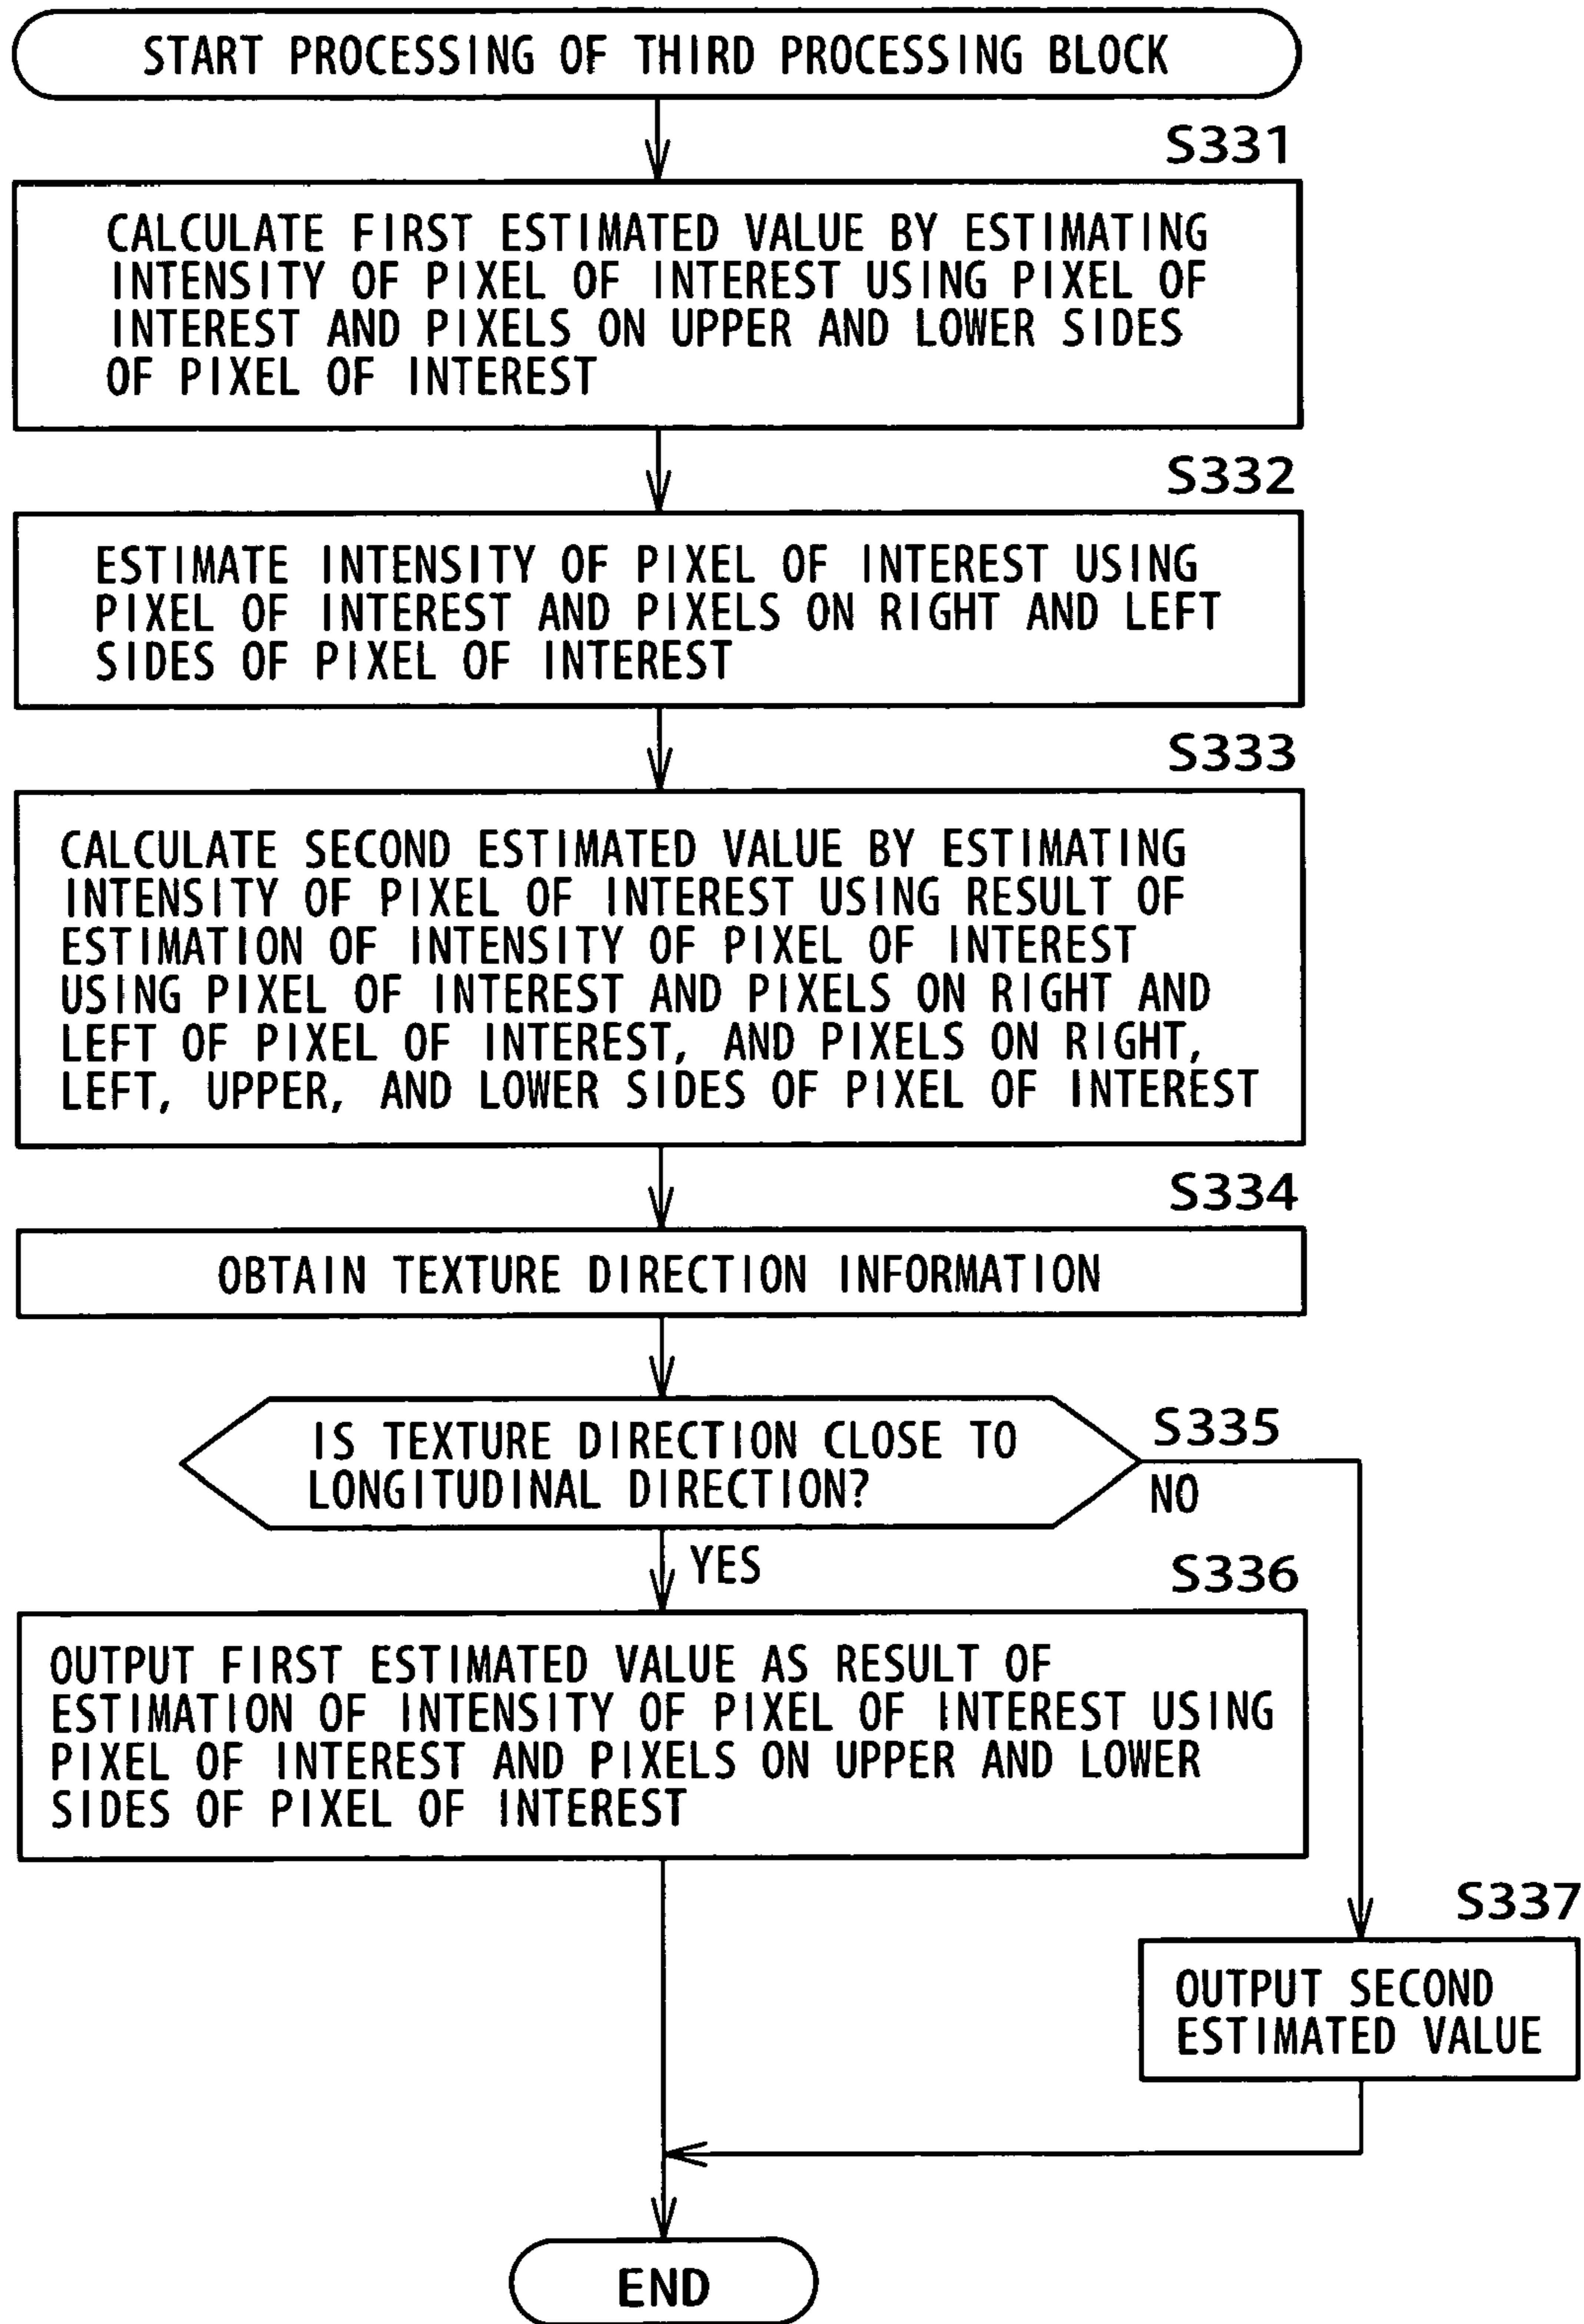 START PROCESSING OF THIRD PROCESSING BLOCK
S331
CALCULATE FIRST ESTIMATED VALUE BY ESTIMATING
INTENSITY OF PIXEL OF INTEREST USING PIXEL OF
INTEREST AND PIXELS ON UPPER AND LOWER SIDES
OF PIXEL OF INTEREST
S332
ESTIMATE INTENSITY OF PIXEL OF INTEREST USING
PIXEL OF INTEREST AND PIXELS ON RIGHT AND LEFT
SIDES OF PIXEL OF INTEREST
S333
CALCULATE SECOND ESTIMATED VALUE BY ESTIMATING
INTENSITY OF PIXEL OF INTEREST USING RESULT OF
ESTIMATION OF INTENSITY OF PIXEL OF INTEREST
USING PIXEL OF INTEREST AND PIXELS ON RIGHT AND
LEFT OF PIXEL OF INTEREST, AND PIXELS ON RIGHT,
LEFT, UPPER, AND LOWER SIDES OF PIXEL OF INTEREST
S334
OBTAIN TEXTURE DIRECTION INFORMATION
S335
IS TEXTURE DIRECTION CLOSE TO
LONGITUDINAL DIRECTION?
NO
YES
S336
OUTPUT FIRST ESTIMATED VALUE AS RESULT OF
ESTIMATION OF INTENSITY OF PIXEL OF INTEREST USING
PIXEL OF INTEREST AND PIXELS ON UPPER AND LOWER
SIDES OF PIXEL OF INTEREST
S337
OUTPUT SECOND
ESTIMATED VALUE
END